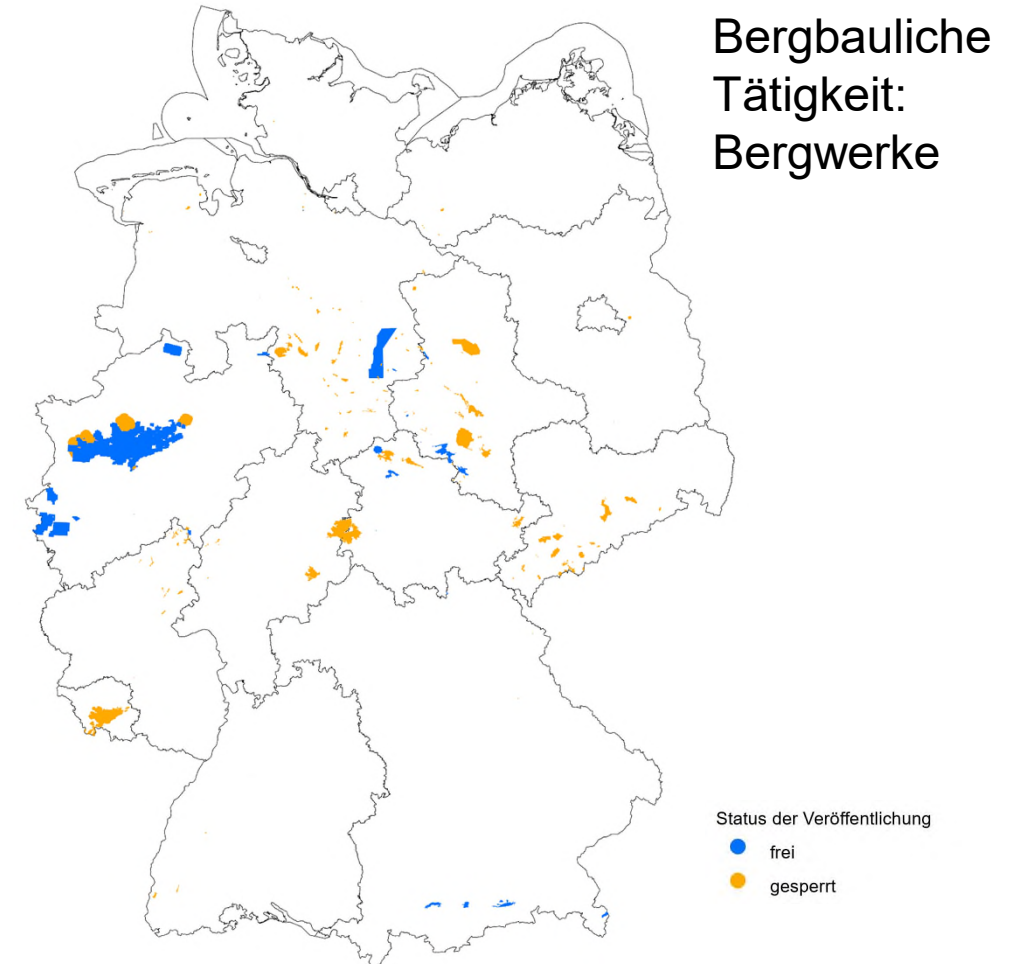 Bergbauliche
Tätigkeit:
Bergwerke
Status der Veröffentlichung
frei
gesperrt